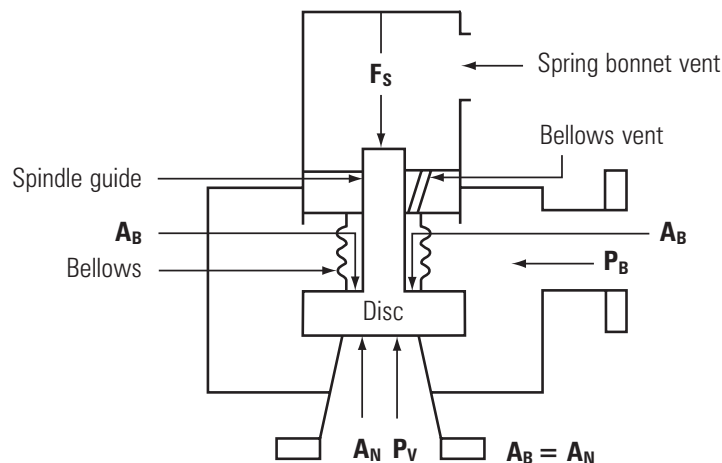 Spring bonnet vent
F_S
Bellows vent
Spindle guide
A_B
A_B
Bellows
P_B
Disc
A_N P_V
A_B = A_N